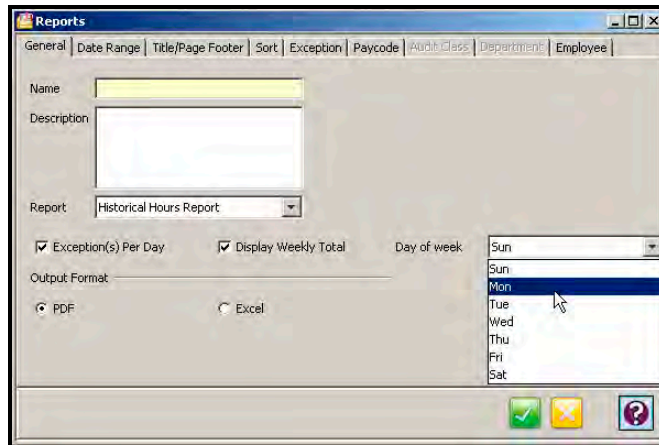 Reports
General Date Range Title/Page Footer Sort Exception Paycode Audit Class Department Employee
Name
Description
Report Historical Hours Report
Exception(s) Per Day Display Weekly Total Day of week Sun
Sun
Output Format
Mon
PDF Excel
Tue
Wed
Thu
Fri
Sat
?